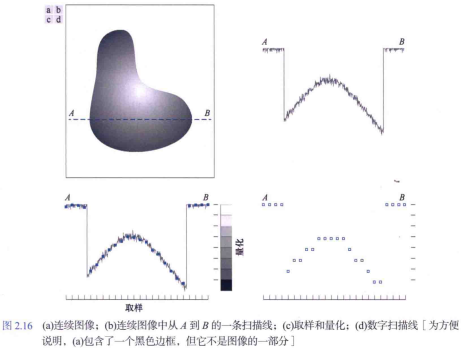 a b
c d
A
B
A
B
A
B
量化
取样
A
B
图 2.16 (a)连续图像；(b)连续图像中从 A 到 B 的一条扫描线；(c)取样和量化；(d)数字扫描线［为方便
说明，(a)包含了一个黑色边框，但它不是图像的一部分］